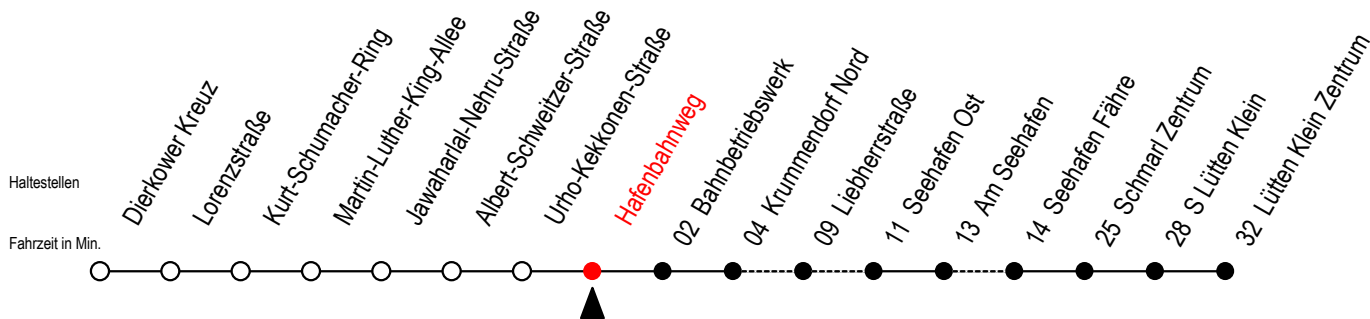 Haltestellen
Dierkower Kreuz
Lorenzstraße
Kurt-Schumacher-Ring
Martin-Luther-King-Allee
Jawaharlal-Nehru-Straße
Albert-Schweitzer-Straße
Urho-Kekkonen-Straße
Hafenbahnweg
02 Bahnbetriebswerk
04 Krummendorf Nord
09 Liebherrstraße
11 Seehafen Ost
13 Am Seehafen
14 Seehafen Fähre
25 Schmarl Zentrum
28 S Lütten Klein
32 Lütten Klein Zentrum
Fahrzeit in Min.